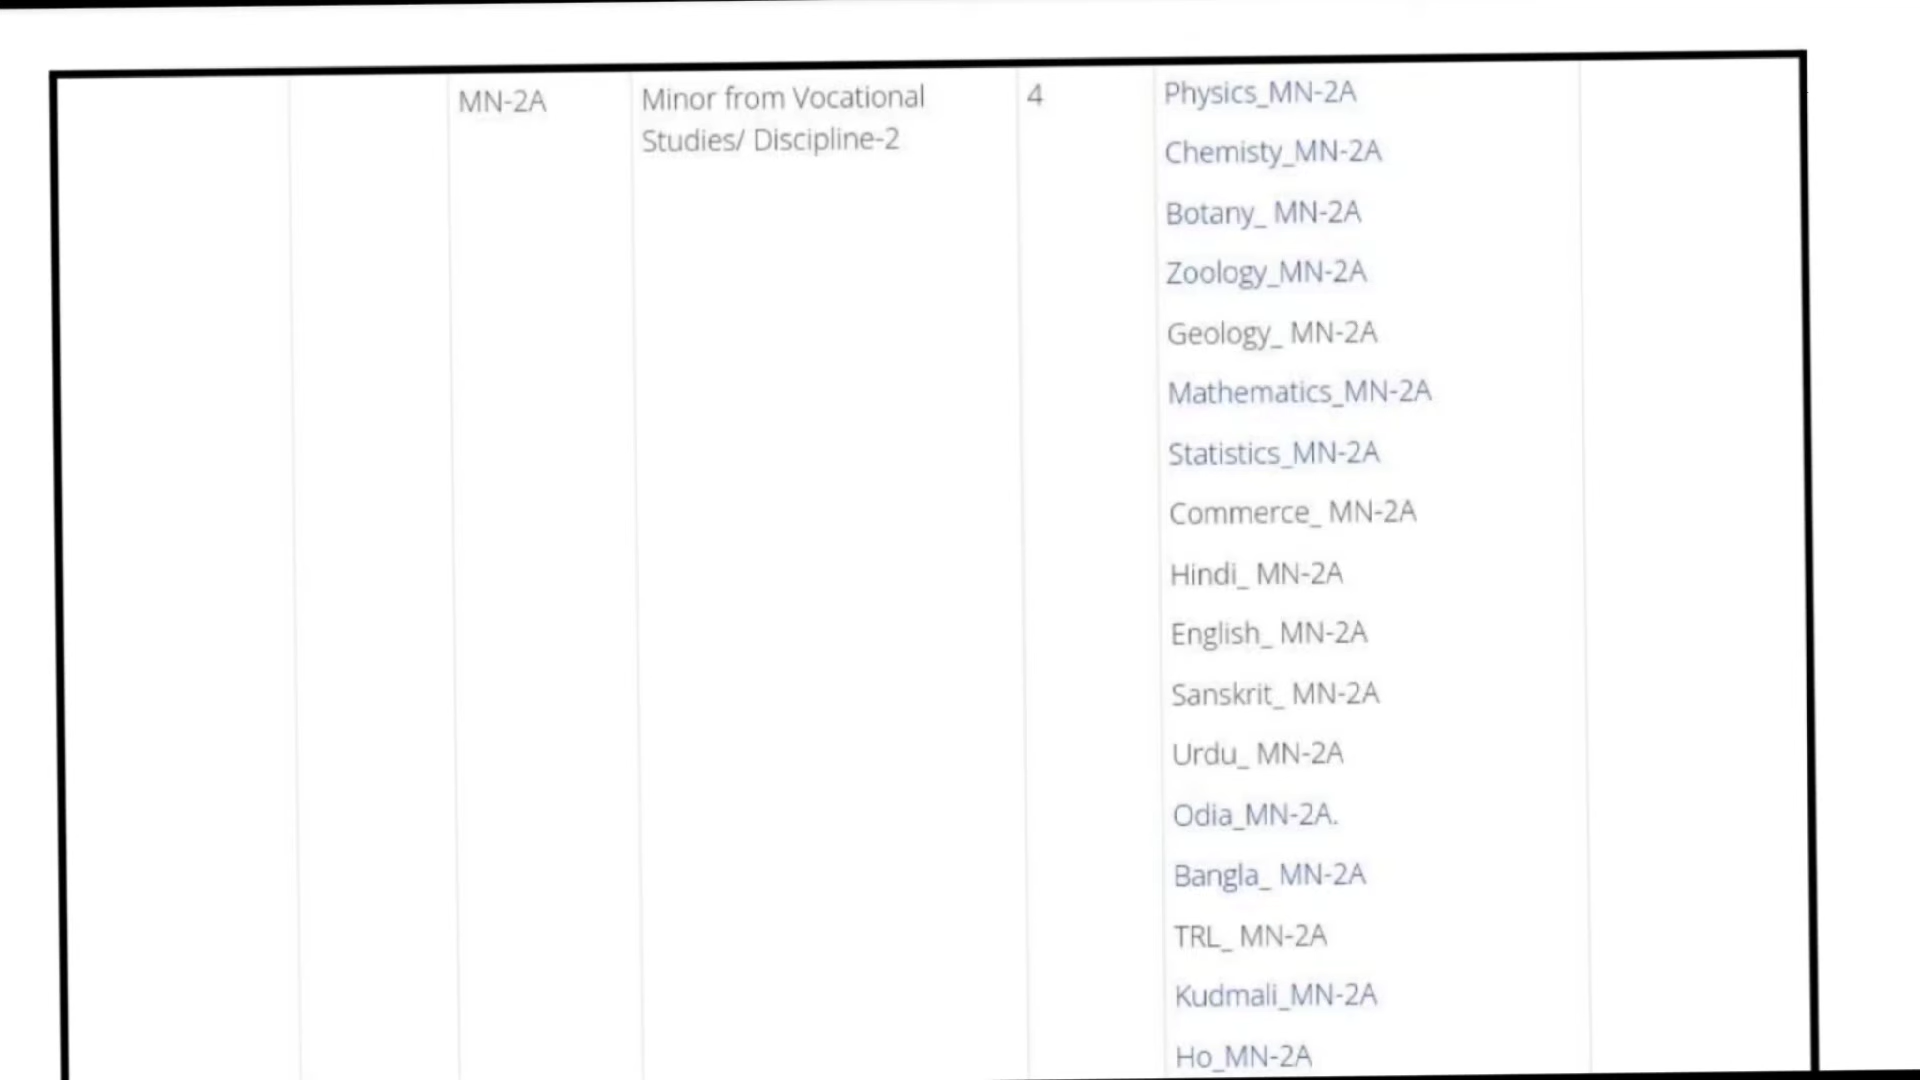 MN-2A
Minor from Vocational
Studies/ Discipline-2
4
Physics_MN-2A
Chemisty_MN-2A
Botany_ MN-2A
Zoology_MN-2A
Geology_ MN-2A
Mathematics_MN-2A
Statistics_MN-2A
Commerce_ MN-2A
Hindi_ MN-2A
English_ MN-2A
Sanskrit_ MN-2A
Urdu_ MN-2A
Odia_MN-2A.
Bangla_ MN-2A
TRL_ MN-2A
Kudmali_MN-2A
Ho_MN-2A